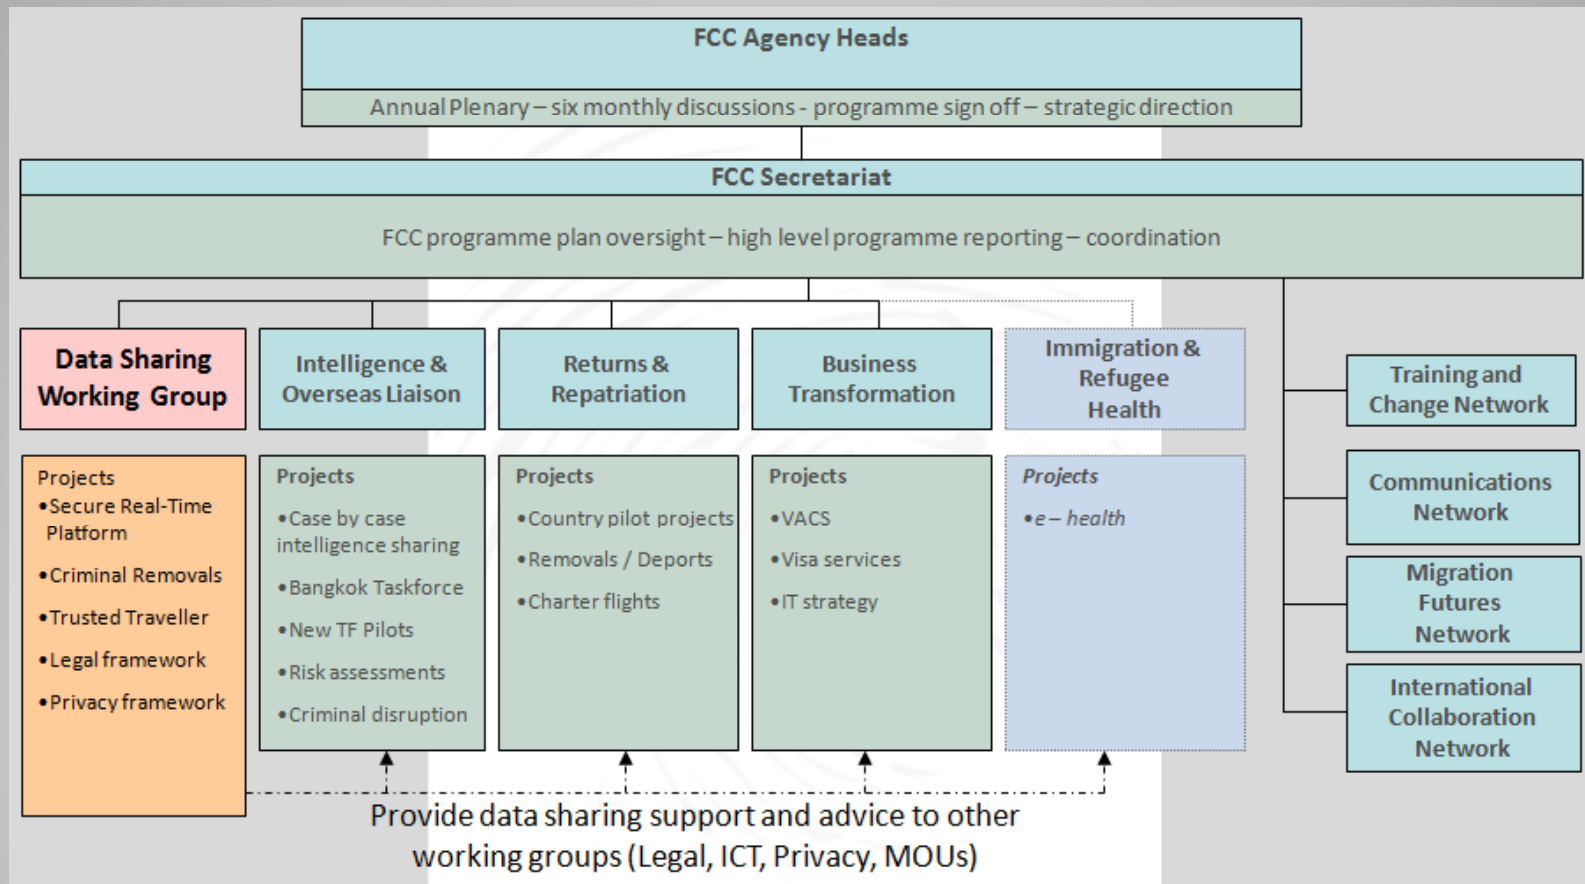 FCC Agency Heads
Annual Plenary – six monthly discussions - programme sign off – strategic direction
FCC Secretariat
FCC programme plan oversight – high level programme reporting – coordination
Data Sharing
Working Group
Intelligence &
Overseas Liaison
Returns &
Repatriation
Business
Transformation
Immigration &
Refugee
Health
Projects
•Secure Real-Time
Platform
•Criminal Removals
•Trusted Traveller
•Legal framework
•Privacy framework
Projects
•Case by case
intelligence sharing
•Bangkok Taskforce
•New TF Pilots
•Risk assessments
•Criminal disruption
Projects
•Country pilot projects
•Removals / Deports
•Charter flights
Projects
•VACS
•Visa services
•IT strategy
Projects
•e – health
Training and
Change Network
Communications
Network
Migration
Futures
Network
International
Collaboration
Network
Provide data sharing support and advice to other
working groups (Legal, ICT, Privacy, MOUs)